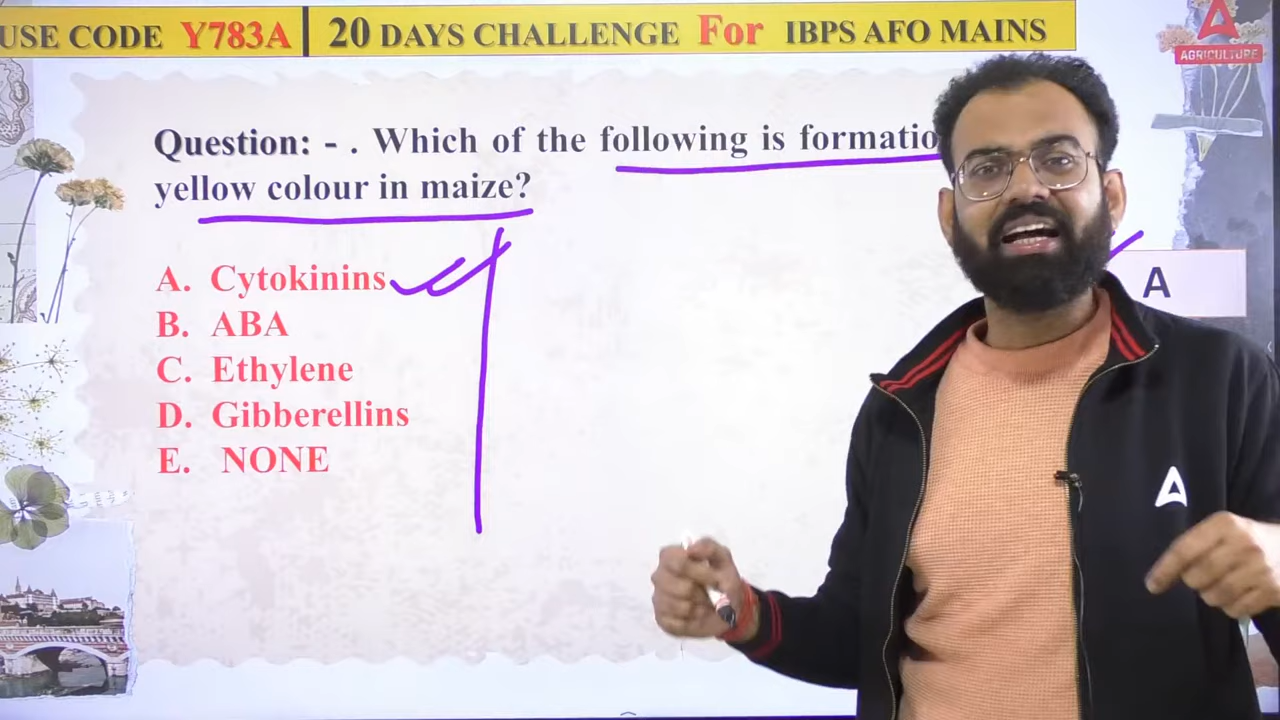 USE CODE Y783A | 20 DAYS CHALLENGE For IBPS AFO MAINS
AGRICULTURE
Question: - . Which of the following is formatio
yellow colour in maize?
A. Cytokinins
A
B. ABA
C. Ethylene
D. Gibberellins
E. NONE